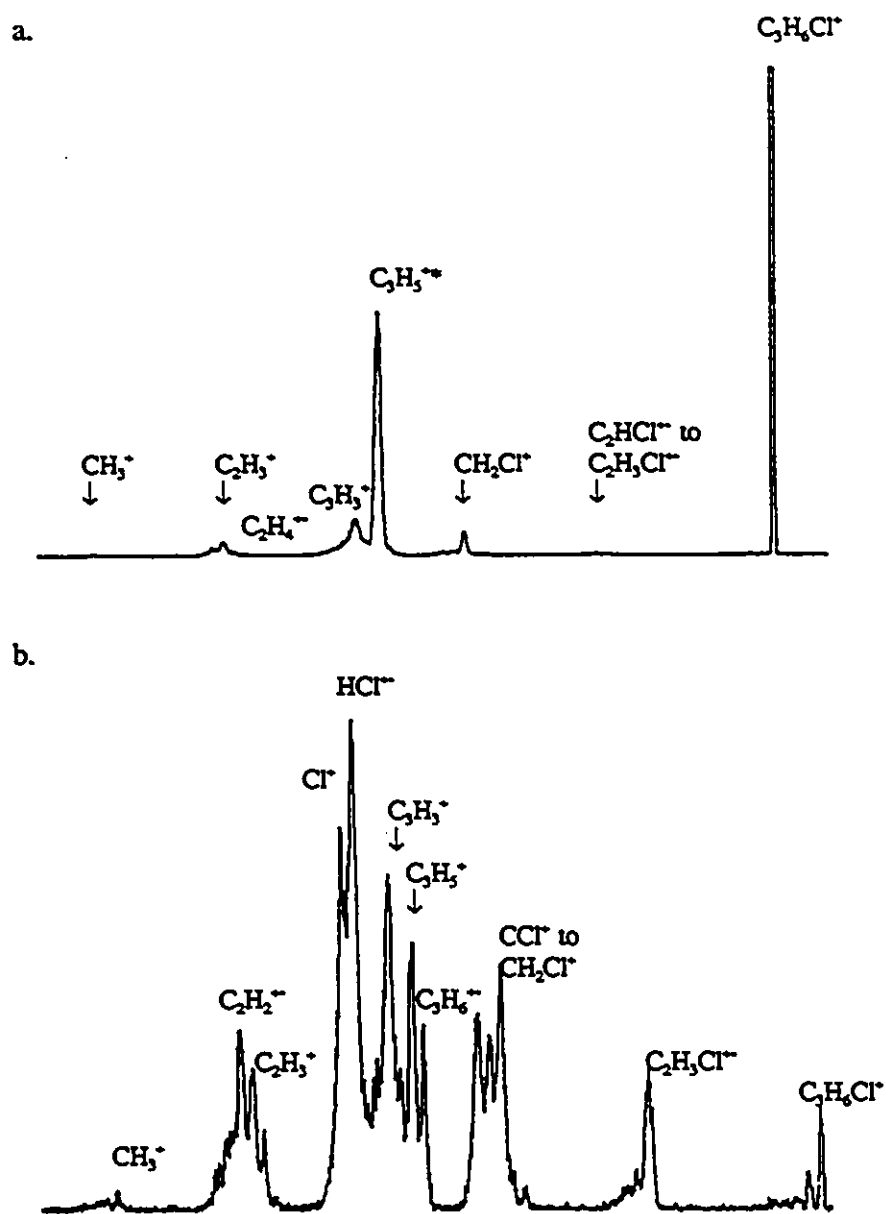 a.
C₃H₆Cl⁺
C₃H₅⁺*
C₂HCl⁺· to
C₂H₃Cl⁺·
CH₃⁺
C₂H₃⁺
C₃H₃⁺
CH₂Cl⁺
C₂H₄⁺·
b.
HCl⁺·
Cl⁺
C₃H₃⁺
C₃H₅⁺
CCl⁺ to
CH₂Cl⁺
C₂H₂⁺·
C₃H₆⁺·
C₂H₃⁺
C₂H₃Cl⁺·
C₃H₆Cl⁺
CH₃⁺